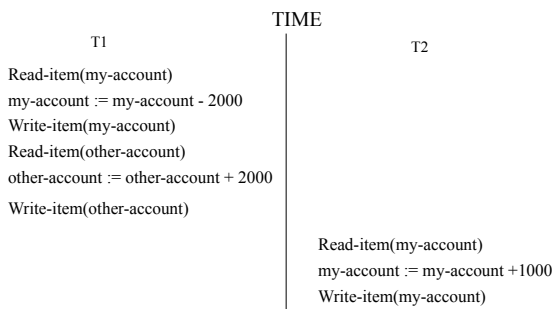 TIME
T1
T2
Read-item(my-account)
my-account := my-account - 2000
Write-item(my-account)
Read-item(other-account)
other-account := other-account + 2000
Write-item(other-account)
Read-item(my-account)
my-account := my-account +1000
Write-item(my-account)